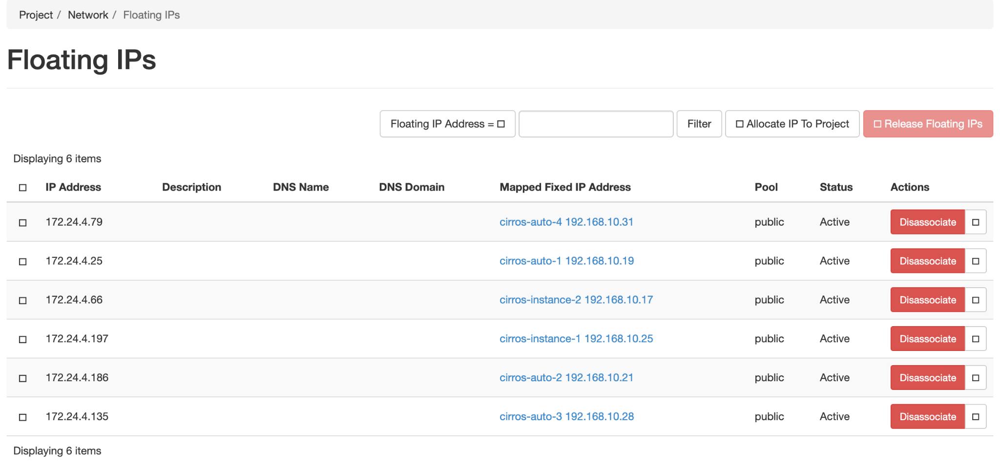 Project / Network / Floating IPs
Floating IPs
Floating IP Address = Filter Allocate IP To Project Release Floating IPs
Displaying 6 items
IP Address Description DNS Name DNS Domain Mapped Fixed IP Address Pool Status Actions
172.24.4.79 cirros-auto-4 192.168.10.31 public Active Disassociate
172.24.4.25 cirros-auto-1 192.168.10.19 public Active Disassociate
172.24.4.66 cirros-instance-2 192.168.10.17 public Active Disassociate
172.24.4.197 cirros-instance-1 192.168.10.25 public Active Disassociate
172.24.4.186 cirros-auto-2 192.168.10.21 public Active Disassociate
172.24.4.135 cirros-auto-3 192.168.10.28 public Active Disassociate
Displaying 6 items